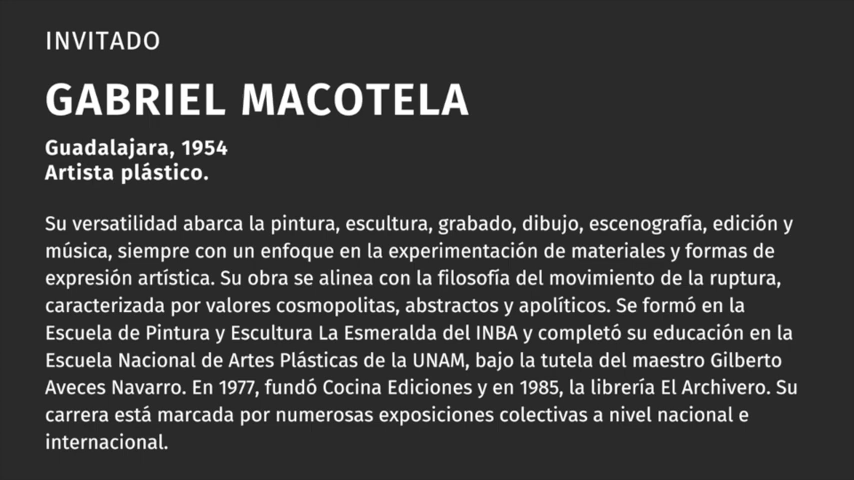 INVITADO
GABRIEL MACOTELA
Guadalajara, 1954
Artista plástico.
Su versatilidad abarca la pintura, escultura, grabado, dibujo, escenografía, edición y
música, siempre con un enfoque en la experimentación de materiales y formas de
expresión artística. Su obra se alinea con la filosofía del movimiento de la ruptura,
caracterizada por valores cosmopolitas, abstractos y apolíticos. Se formó en la
Escuela de Pintura y Escultura La Esmeralda del INBA y completó su educación en la
Escuela Nacional de Artes Plásticas de la UNAM, bajo la tutela del maestro Gilberto
Aveces Navarro. En 1977, fundó Cocina Ediciones y en 1985, la librería El Archivero. Su
carrera está marcada por numerosas exposiciones colectivas a nivel nacional e
internacional.